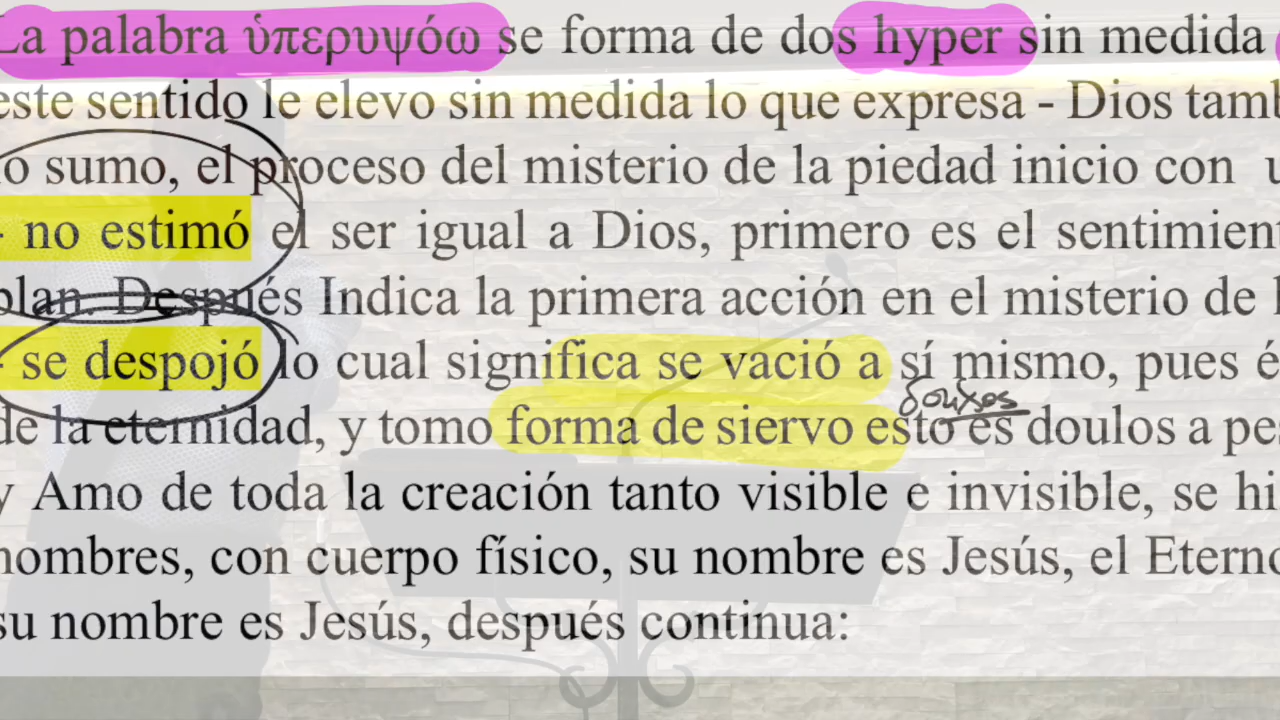 La palabra ὑπερυψόω se forma de dos hyper sin medida
este sentido le elevo sin medida lo que expresa - Dios tamb
lo sumo, el proceso del misterio de la piedad inicio con u
- no estimó el ser igual a Dios, primero es el sentimient
plan. Después Indica la primera acción en el misterio de l
- se despojó lo cual significa se vació a sí mismo, pues é
de la eternidad, y tomo forma de siervo esto es doulos a pe
y Amo de toda la creación tanto visible e invisible, se hi
hombres, con cuerpo físico, su nombre es Jesús, el Eterno
su nombre es Jesús, después continua: